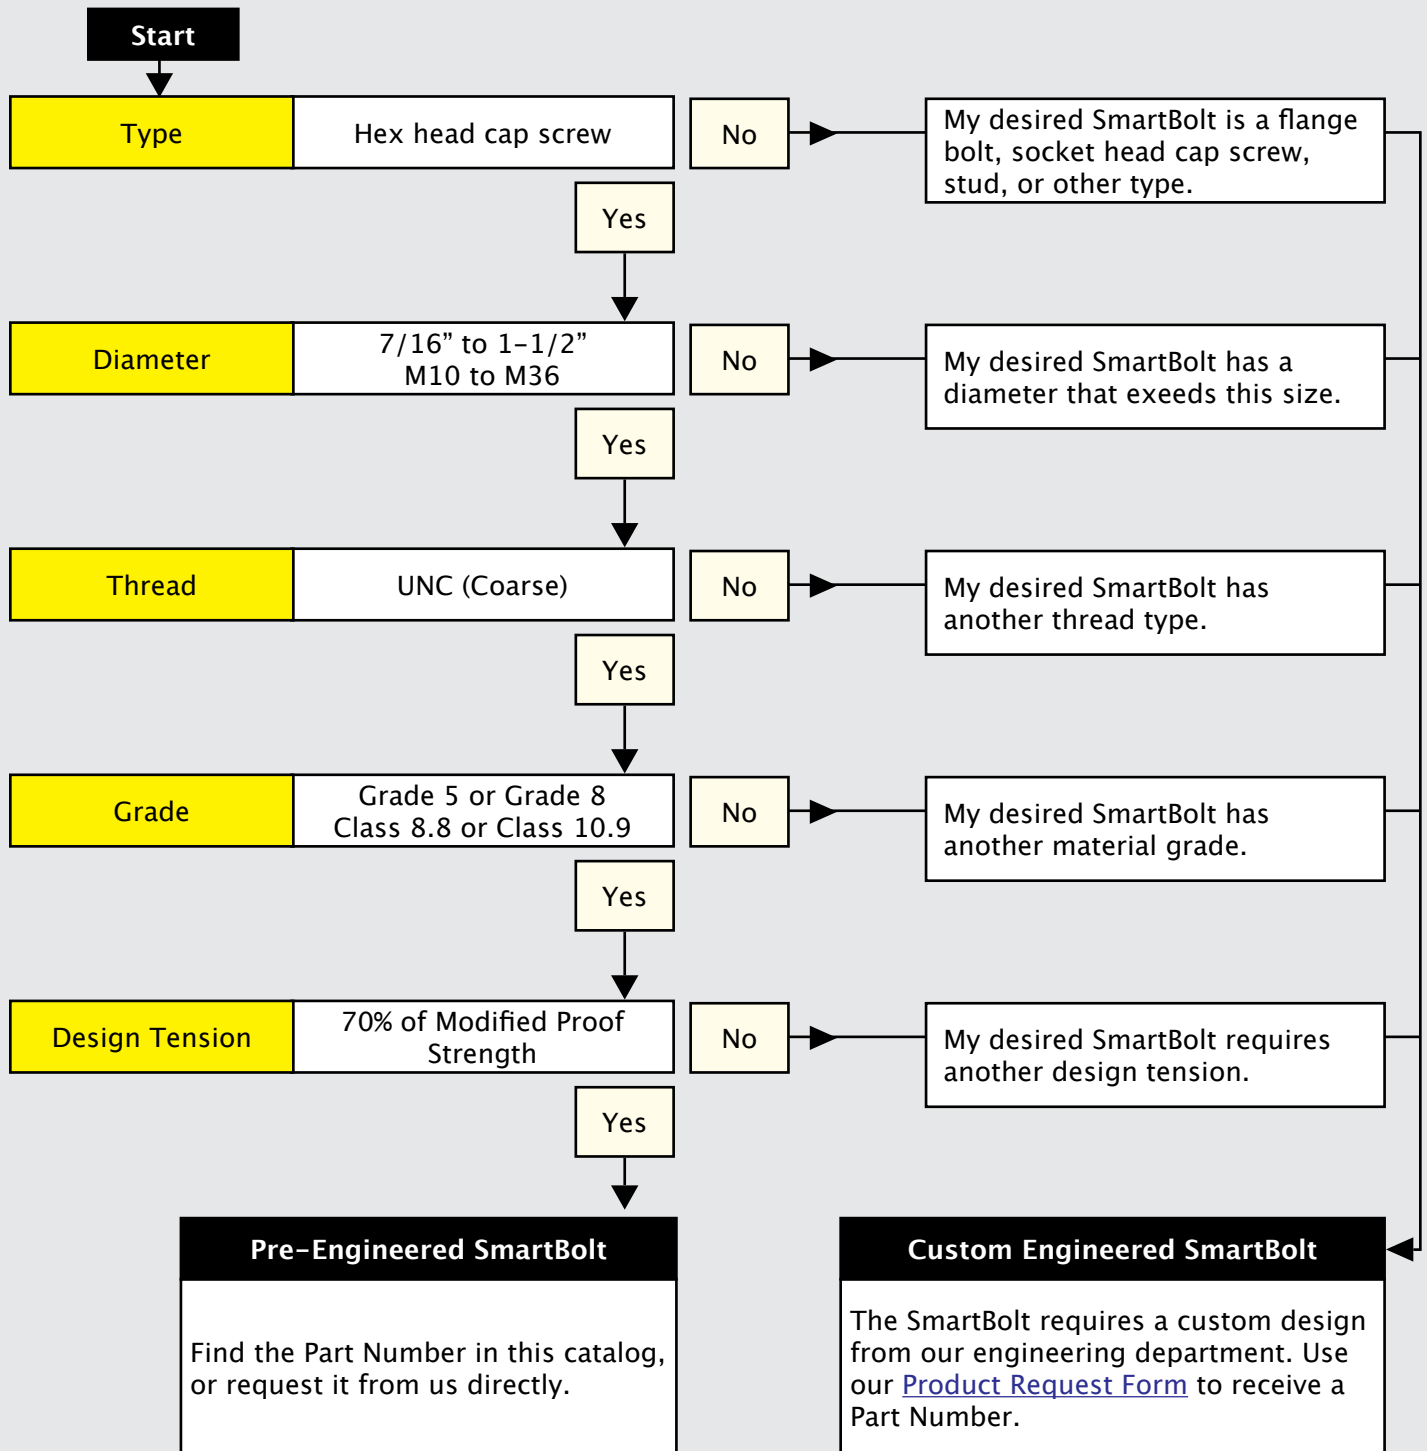 Start
Type
Hex head cap screw
No
My desired SmartBolt is a flange
bolt, socket head cap screw,
stud, or other type.
Yes
Diameter
7/16” to 1-1/2”
M10 to M36
No
My desired SmartBolt has a
diameter that exeeds this size.
Yes
Thread
UNC (Coarse)
No
My desired SmartBolt has
another thread type.
Yes
Grade
Grade 5 or Grade 8
Class 8.8 or Class 10.9
No
My desired SmartBolt has
another material grade.
Yes
Design Tension
70% of Modified Proof
Strength
No
My desired SmartBolt requires
another design tension.
Yes
Pre-Engineered SmartBolt
Find the Part Number in this catalog,
or request it from us directly.
Custom Engineered SmartBolt
The SmartBolt requires a custom design
from our engineering department. Use
our Product Request Form to receive a
Part Number.